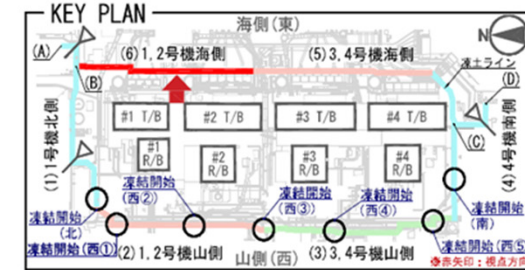 KEY PLAN
海側(東)
N
(A)
(6)1,2号機海側
(5)3,4号機海側
凍土ライン
(B)
(D)
#1 T/B
#2 T/B
#3 T/B
#4 T/B
(1)1号機北側
(4)4号機南側
(C)
#1
R/B
#2
R/B
#3
R/B
#4
R/B
凍結開始
(西②)
凍結開始
(西③)
凍結開始
(西④)
凍結開始
(南)
凍結開始
(北)
凍結開始(西①)
(2)1,2号機山側
山側(西)
(3)3,4号機山側
凍結開始(西⑤)
※赤矢印:視点方向